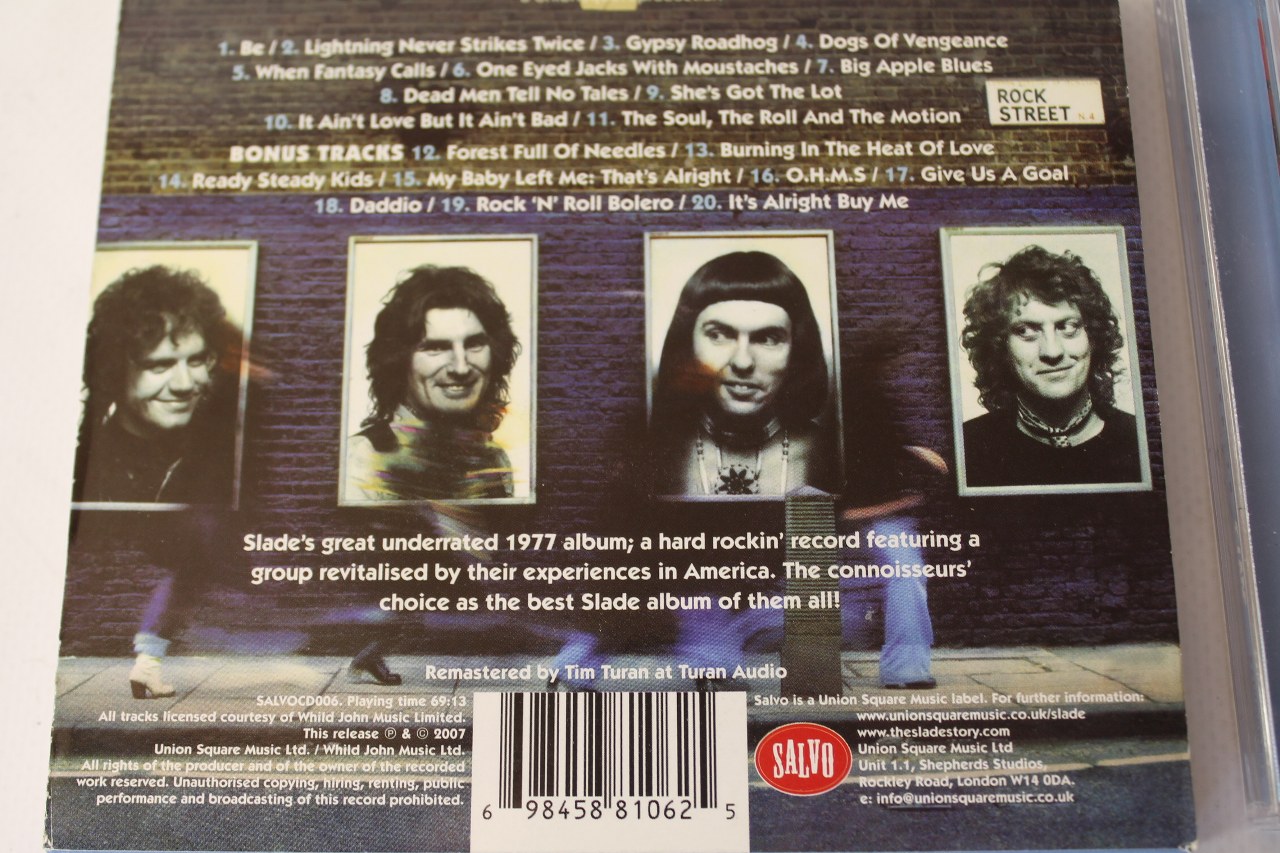 1. Be / 2. Lightning Never Strikes Twice / 3. Gypsy Roadhog / 4. Dogs Of Vengeance
5. When Fantasy Calls / 6. One Eyed Jacks With Moustaches / 7. Big Apple Blues
8. Dead Men Tell No Tales / 9. She's Got The Lot
10. It Ain't Love But It Ain't Bad / 11. The Soul, The Roll And The Motion
ROCK
STREET N.4
BONUS TRACKS 12. Forest Full Of Needles / 13. Burning In The Heat Of Love
14. Ready Steady Kids / 15. My Baby Left Me: That's Alright / 16. O.H.M.S / 17. Give Us A Goal
18. Daddio / 19. Rock 'N' Roll Bolero / 20. It's Alright Buy Me
Slade's great underrated 1977 album; a hard rockin' record featuring a
group revitalised by their experiences in America. The connoisseurs'
choice as the best Slade album of them all!
Remastered by Tim Turan at Turan Audio
SALVOCD006. Playing time 69:13
All tracks licensed courtesy of Whild John Music Limited.
This release ℗ & © 2007
Union Square Music Ltd. / Whild John Music Ltd.
All rights of the producer and of the owner of the recorded
work reserved. Unauthorised copying, hiring, renting, public
performance and broadcasting of this record prohibited.
6 98458 81062 5
Salvo is a Union Square Music label. For further information:
www.unionsquaremusic.co.uk/slade
www.thesladestory.com
Union Square Music Ltd
Unit 1.1, Shepherds Studios,
Rockley Road, London W14 0DA.
e: info@unionsquaremusic.co.uk
SALVO